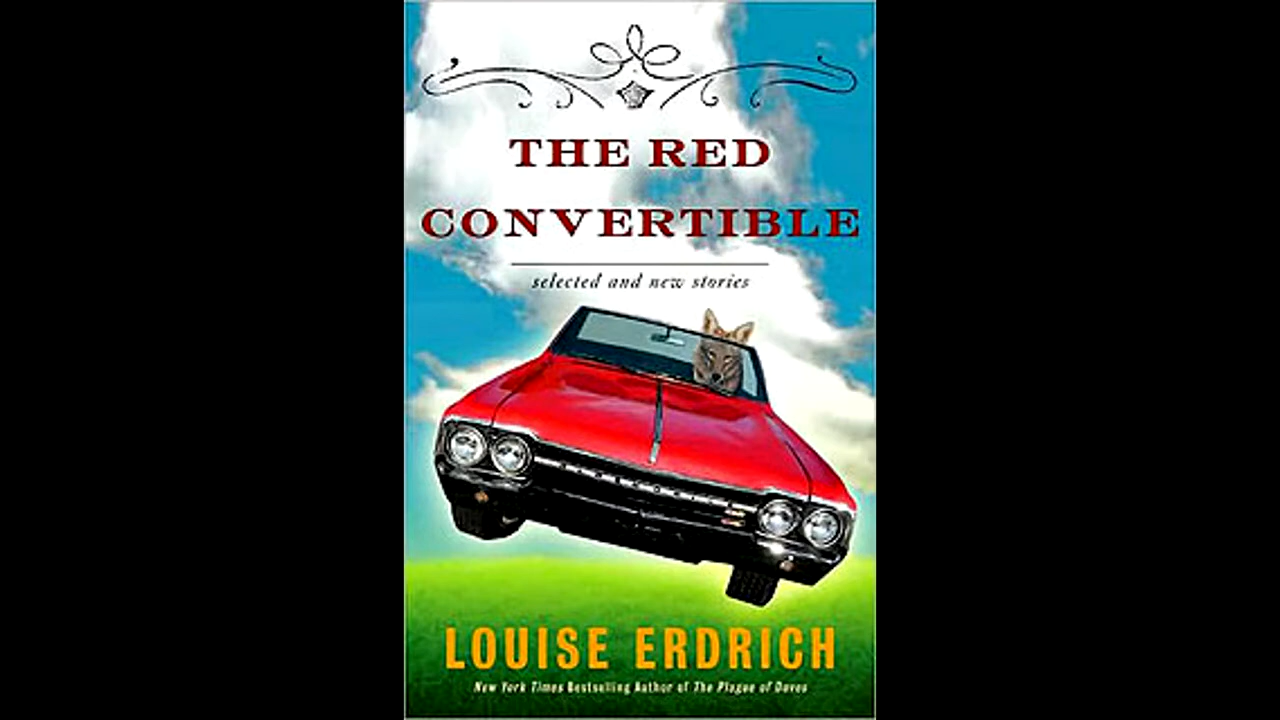 THE RED
CONVERTIBLE
selected and new stories
OLDSMOBILE
LOUISE ERDRICH
New York Times Bestselling Author of The Plague of Doves